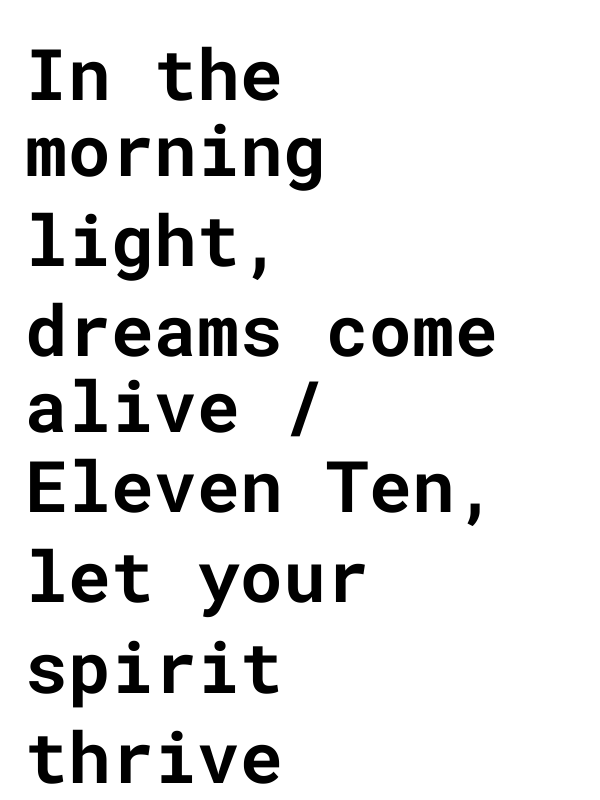 In the
morning
light,
dreams come
alive /
Eleven Ten,
let your
spirit
thrive